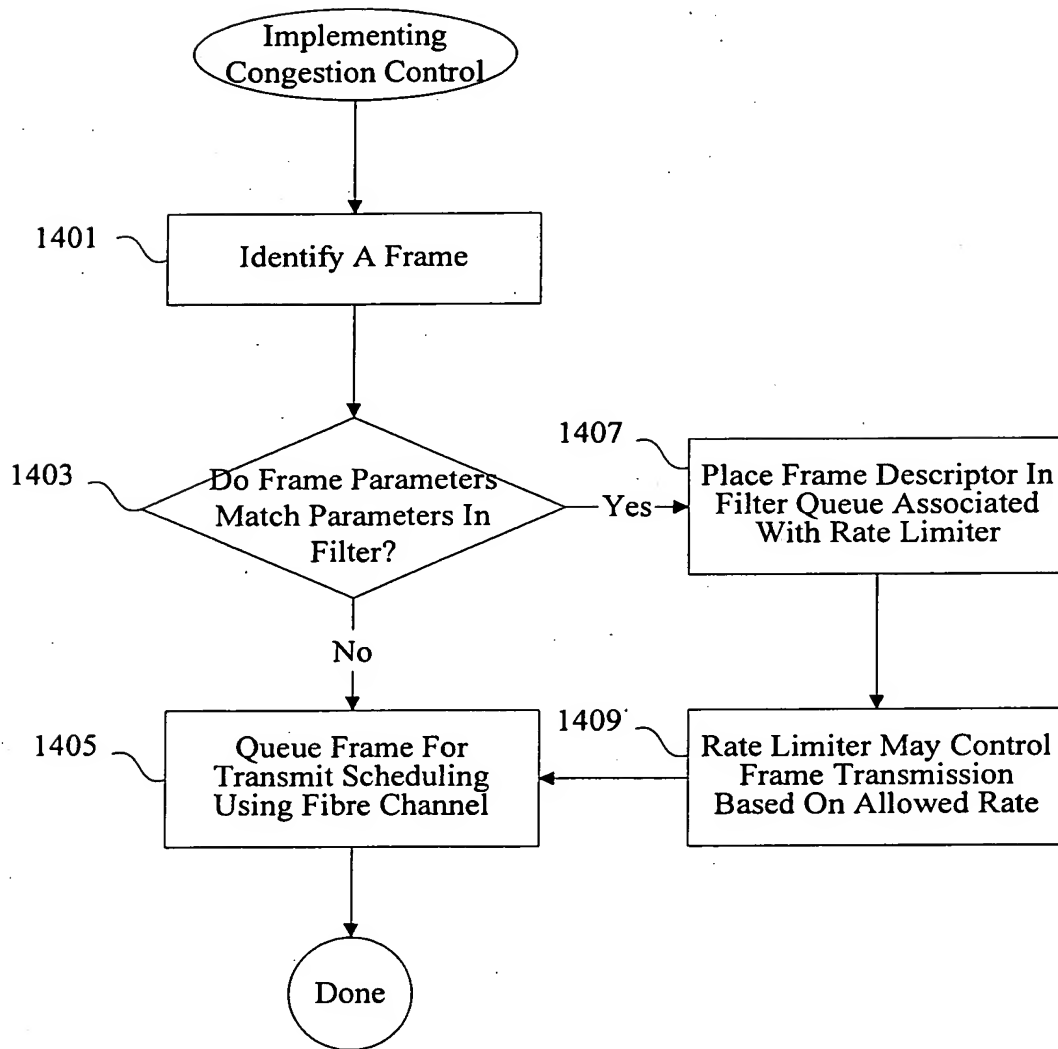 Implementing
Congestion Control
1401
Identify A Frame
1403
Do Frame Parameters
Match Parameters In
Filter?
Yes
1407
Place Frame Descriptor In
Filter Queue Associated
With Rate Limiter
No
1405
Queue Frame For
Transmit Scheduling
Using Fibre Channel
1409
Rate Limiter May Control
Frame Transmission
Based On Allowed Rate
Done